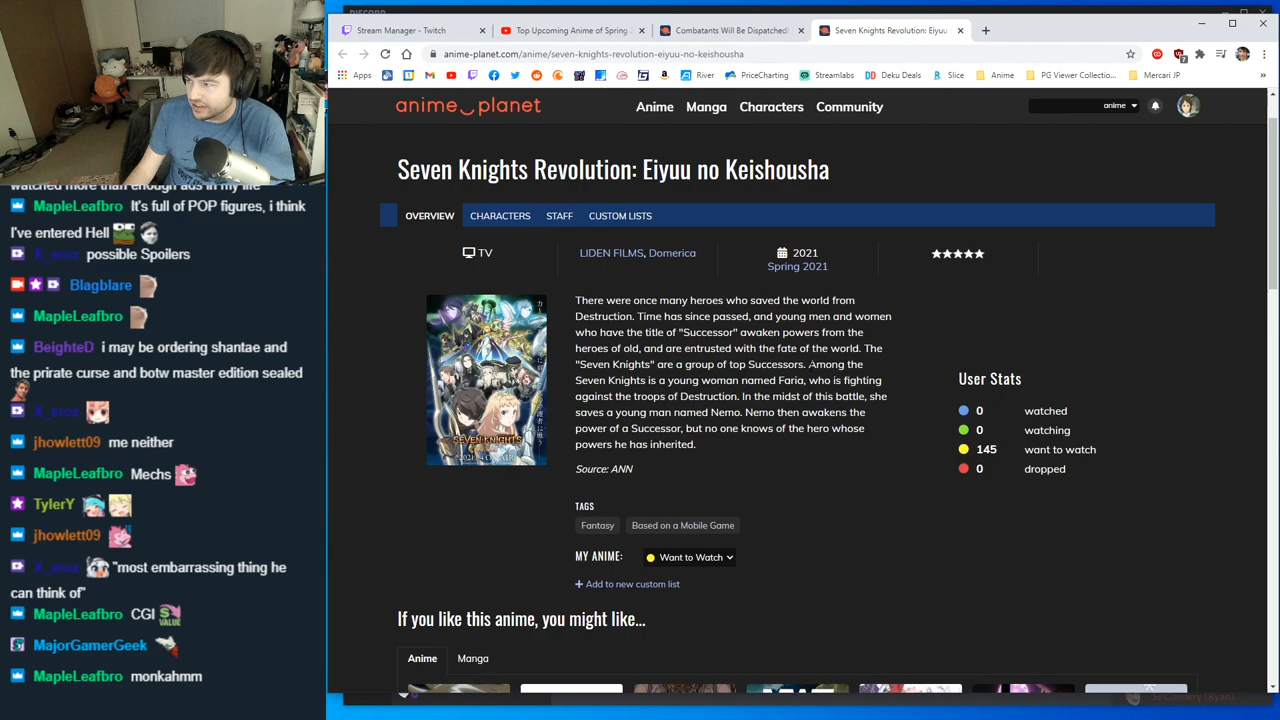 DISCORD
Stream Manager - Twitch
Top Upcoming Anime of Spring
Combatants Will Be Dispatched!
Seven Knights Revolution: Eiyuu
anime-planet.com/anime/seven-knights-revolution-eiyuu-no-keishousha
Apps
River
PriceCharting
Streamlabs
Deku Deals
Slice
Anime
PG Viewer Collectio...
Mercari JP
anime planet
Anime
Manga
Characters
Community
anime
Seven Knights Revolution: Eiyuu no Keishousha
OVERVIEW
CHARACTERS
STAFF
CUSTOM LISTS
TV
LIDEN FILMS, Domerica
2021
Spring 2021
There were once many heroes who saved the world from
Destruction. Time has since passed, and young men and women
who have the title of "Successor" awaken powers from the
heroes of old, and are entrusted with the fate of the world. The
"Seven Knights" are a group of top Successors. Among the
Seven Knights is a young woman named Faria, who is fighting
against the troops of Destruction. In the midst of this battle, she
saves a young man named Nemo. Nemo then awakens the
power of a Successor, but no one knows of the hero whose
powers he has inherited.
Source: ANN
SEVEN KNIGHTS
User Stats
0 watched
0 watching
145 want to watch
0 dropped
TAGS
Fantasy
Based on a Mobile Game
MY ANIME:
Want to Watch
+ Add to new custom list
If you like this anime, you might like...
Anime
Manga
watched more than enough ads in my life
MapleLeafbro It's full of POP figures, i think
I've entered Hell
possible Spoilers
Blagblare
MapleLeafbro
BeighteD i may be ordering shantae and
the prirate curse and botw master edition sealed
jhowlett09 me neither
MapleLeafbro Mechs
TylerY
jhowlett09
"most embarrassing thing he
can think of"
MapleLeafbro CGI
VALUE
MajorGamerGeek
MapleLeafbro monkahmm